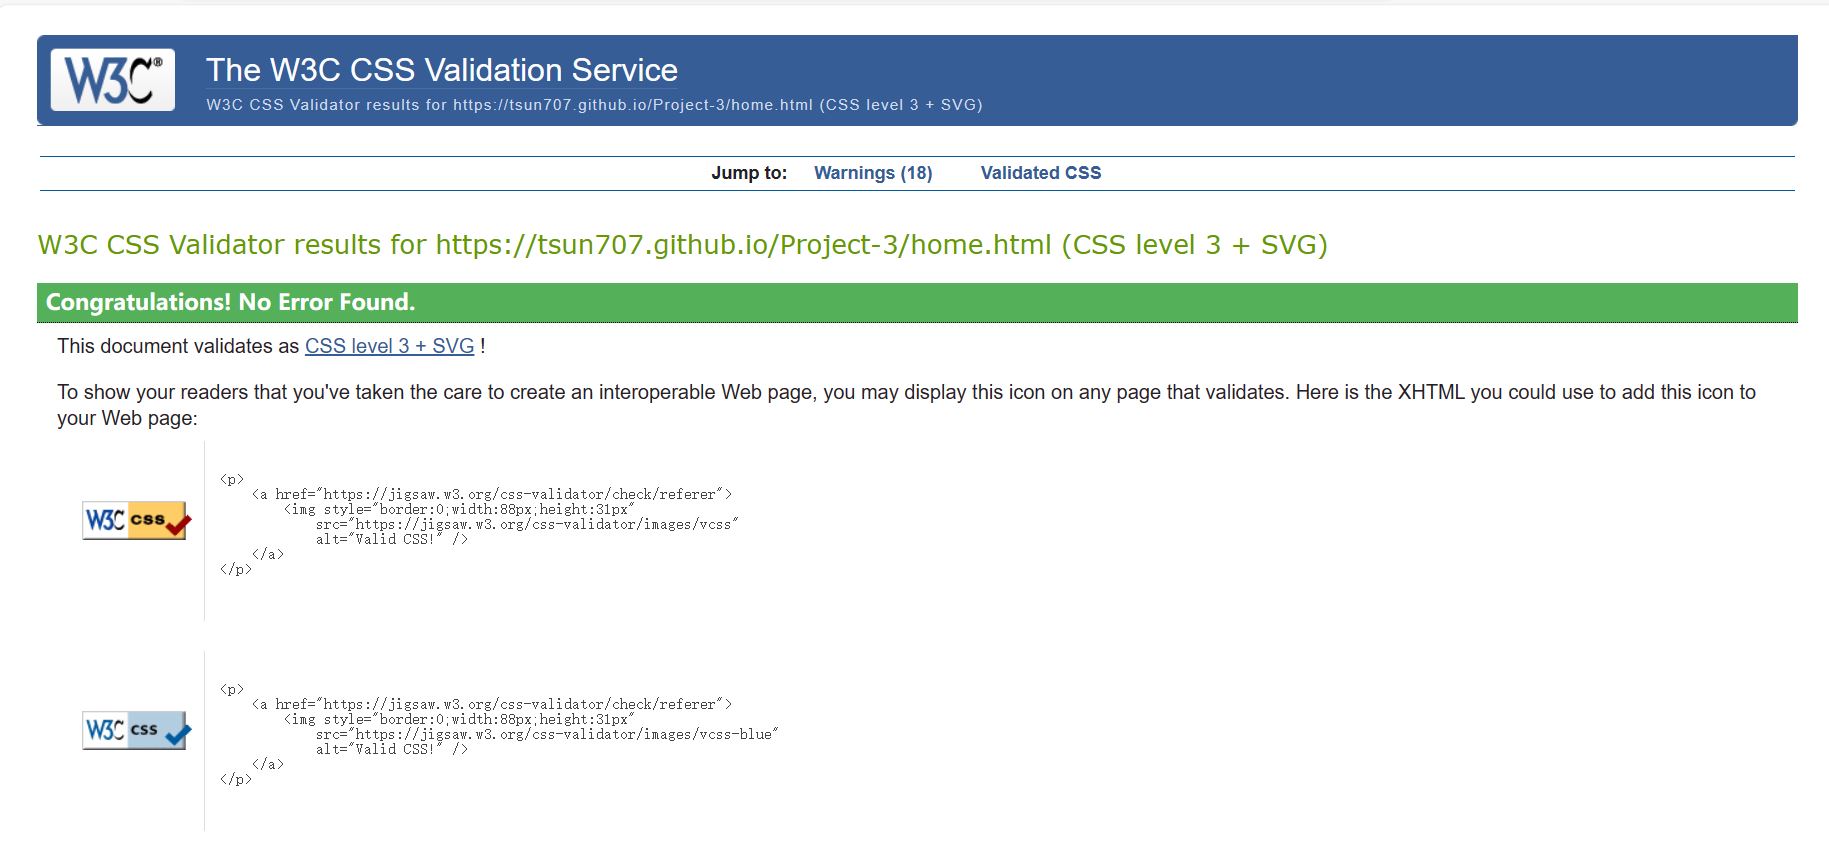 W3C®
The W3C CSS Validation Service
W3C CSS Validator results for https://tsun707.github.io/Project-3/home.html (CSS level 3 + SVG)
Jump to: Warnings (18) Validated CSS
W3C CSS Validator results for https://tsun707.github.io/Project-3/home.html (CSS level 3 + SVG)
Congratulations! No Error Found.
This document validates as CSS level 3 + SVG !
To show your readers that you've taken the care to create an interoperable Web page, you may display this icon on any page that validates. Here is the XHTML you could use to add this icon to
your Web page:
W3C css
<p>
<a href="https://jigsaw.w3.org/css-validator/check/referer">
<img style="border:0;width:88px;height:31px"
src="https://jigsaw.w3.org/css-validator/images/vcss"
alt="Valid CSS!" />
</a>
</p>
W3C css
<p>
<a href="https://jigsaw.w3.org/css-validator/check/referer">
<img style="border:0;width:88px;height:31px"
src="https://jigsaw.w3.org/css-validator/images/vcss-blue"
alt="Valid CSS!" />
</a>
</p>